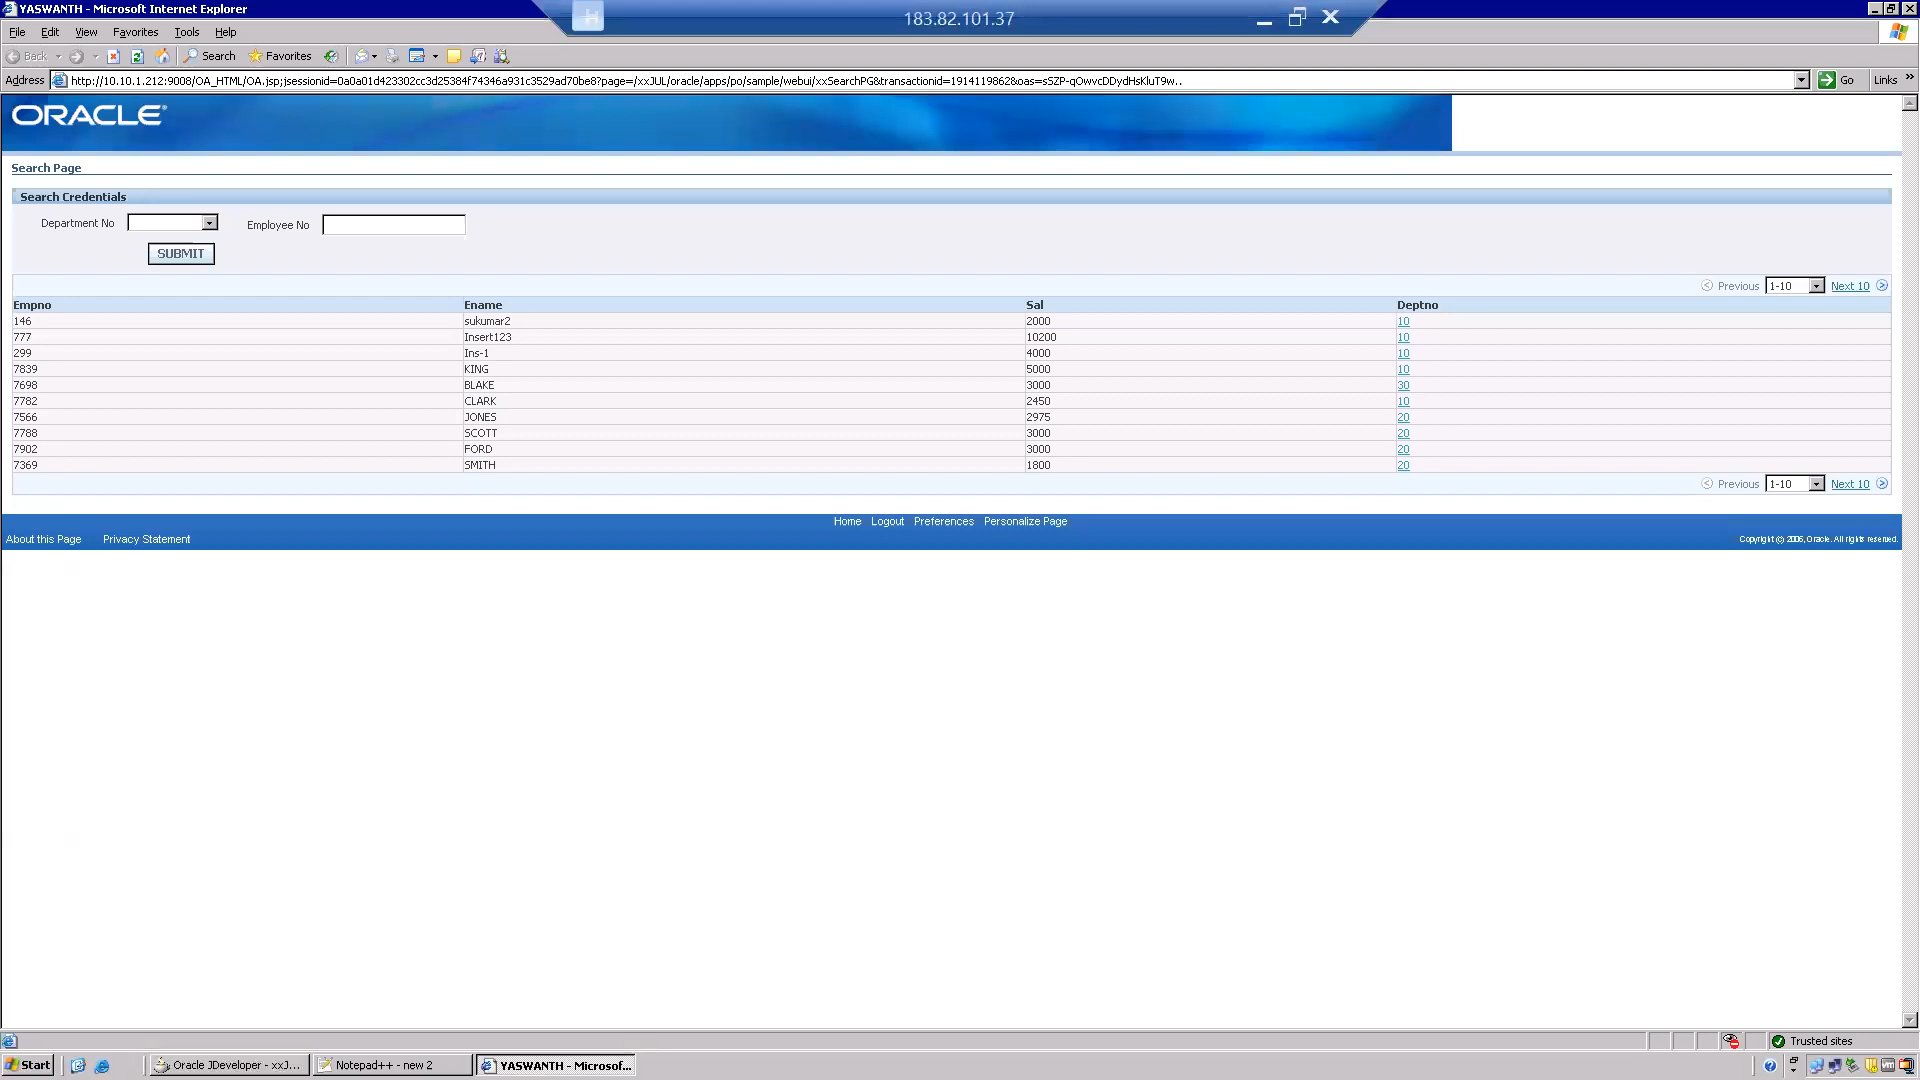 YASWANTH - Microsoft Internet Explorer
183.82.101.37
File Edit View Favorites Tools Help
Back Search Favorites
Address http://10.10.1.212:9008/OA_HTML/OA.jsp;jsessionid=0a0a01d423302cc3d25384f74346a931c3529ad70be8?page=/xxJUL/oracle/apps/po/sample/webui/xxSearchPG&transactionid=1914119862&oas=sSZP-qOwvcDDydHsKluT9w.. Go Links »
ORACLE®
Search Page
Search Credentials
Department No Employee No
SUBMIT
Previous 1-10 Next 10
Empno Ename Sal Deptno
146 sukumar2 2000 10
777 Insert123 10200 10
299 Ins-1 4000 10
7839 KING 5000 10
7698 BLAKE 3000 30
7782 CLARK 2450 10
7566 JONES 2975 20
7788 SCOTT 3000 20
7902 FORD 3000 20
7369 SMITH 1800 20
Previous 1-10 Next 10
Home Logout Preferences Personalize Page
About this Page Privacy Statement Copyright (c) 2006, Oracle. All rights reserved.
Trusted sites
Start Oracle JDeveloper - xxJ... Notepad++ - new 2 YASWANTH - Microsof...